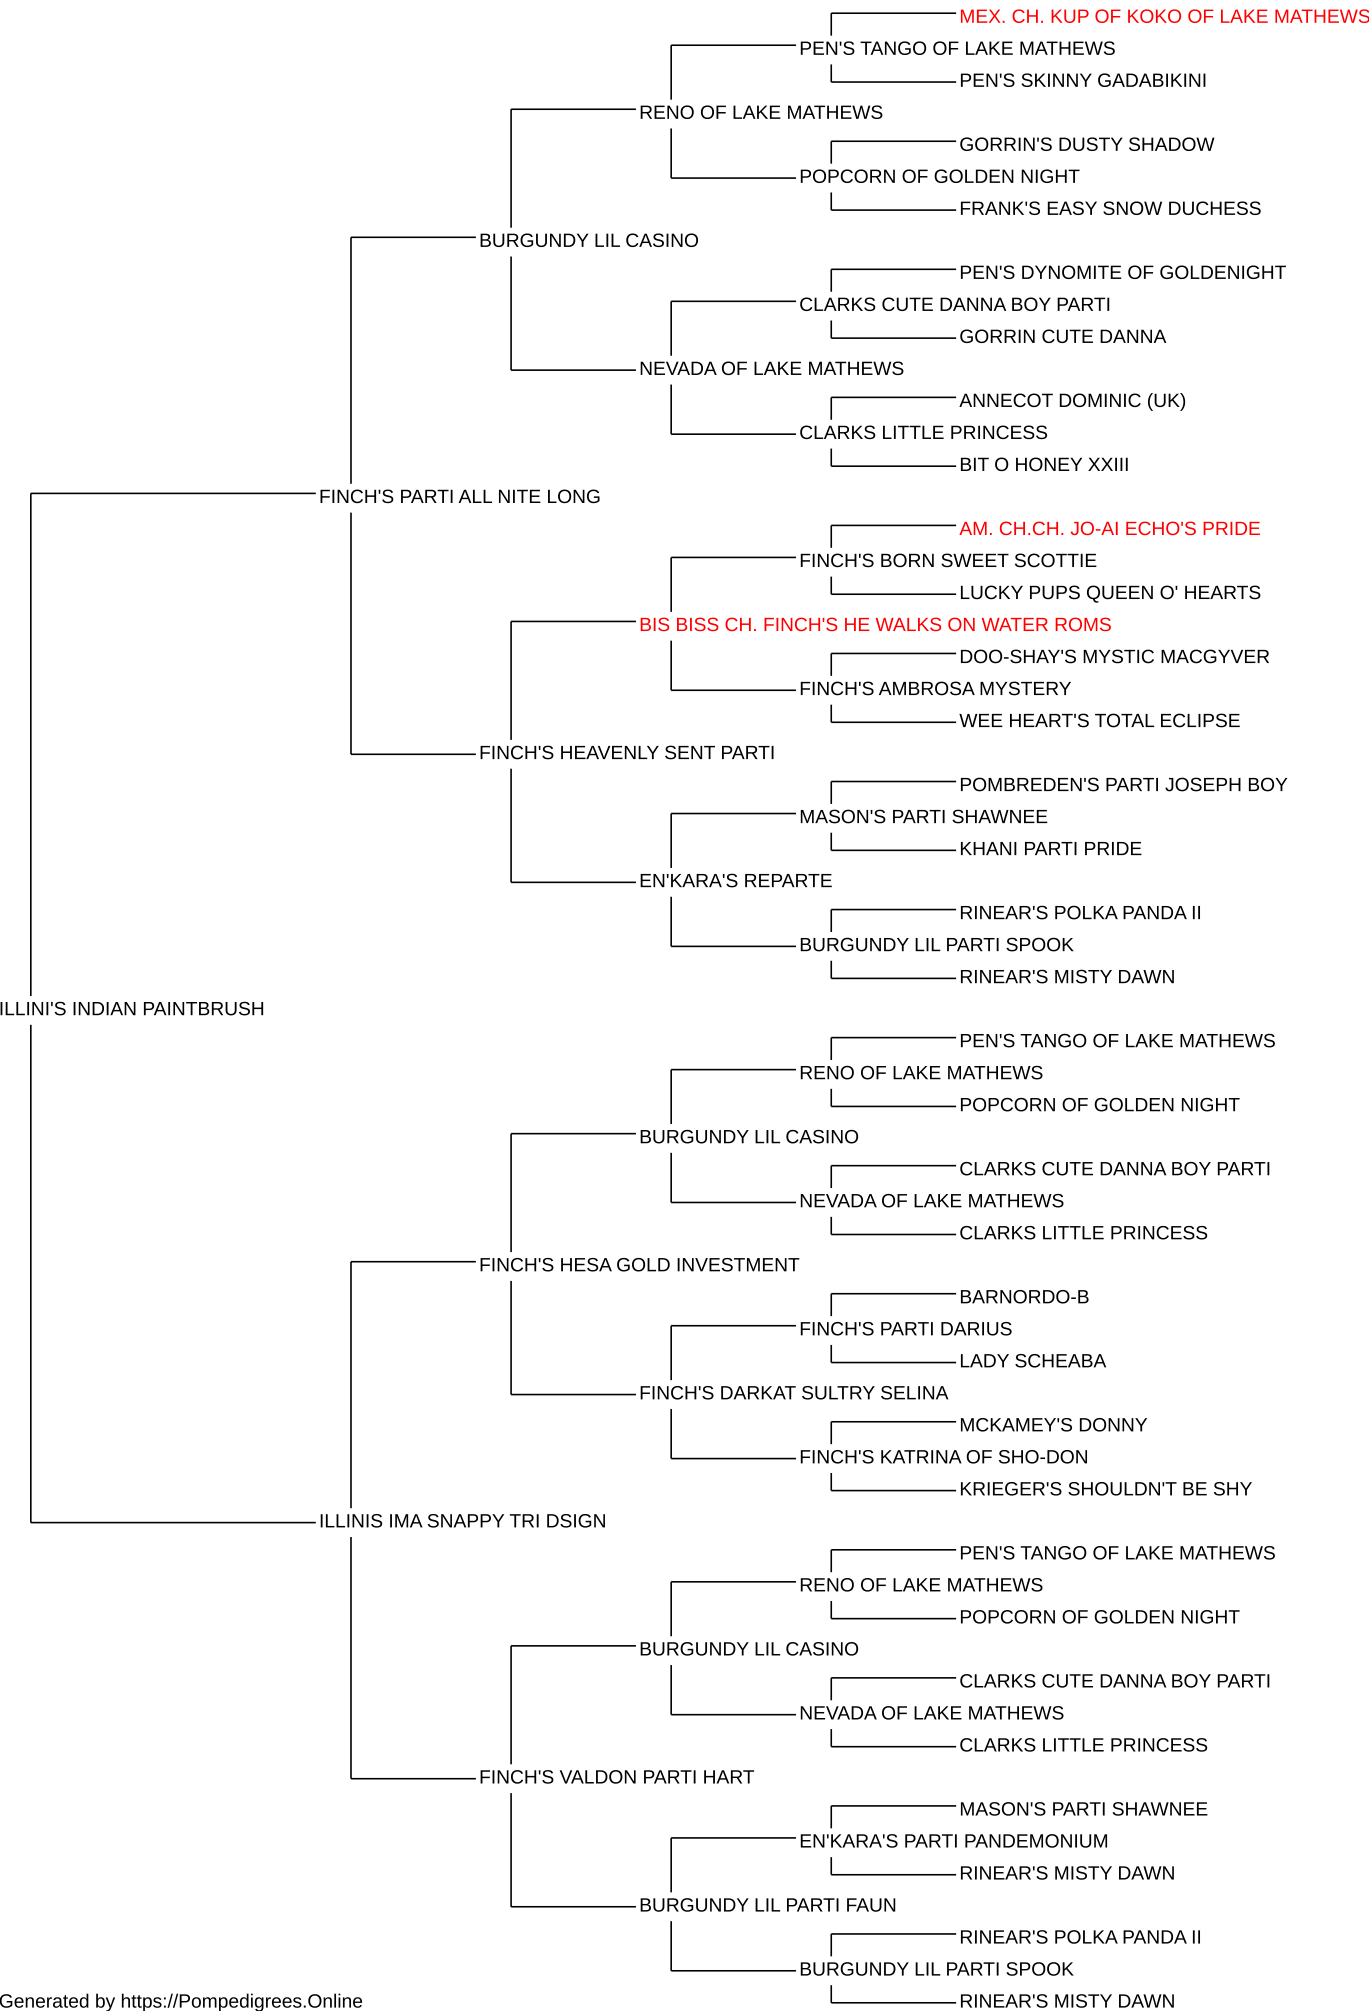 MEX. CH. KUP OF KOKO OF LAKE MATHEWS
PEN'S TANGO OF LAKE MATHEWS
PEN'S SKINNY GADABIKINI
RENO OF LAKE MATHEWS
GORRIN'S DUSTY SHADOW
POPCORN OF GOLDEN NIGHT
FRANK'S EASY SNOW DUCHESS
BURGUNDY LIL CASINO
PEN'S DYNOMITE OF GOLDENIGHT
CLARKS CUTE DANNA BOY PARTI
GORRIN CUTE DANNA
NEVADA OF LAKE MATHEWS
ANNECOT DOMINIC (UK)
CLARKS LITTLE PRINCESS
BIT O HONEY XXIII
FINCH'S PARTI ALL NITE LONG
AM. CH.CH. JO-AI ECHO'S PRIDE
FINCH'S BORN SWEET SCOTTIE
LUCKY PUPS QUEEN O' HEARTS
BIS BISS CH. FINCH'S HE WALKS ON WATER ROMS
DOO-SHAY'S MYSTIC MACGYVER
FINCH'S AMBROSA MYSTERY
WEE HEART'S TOTAL ECLIPSE
FINCH'S HEAVENLY SENT PARTI
POMBREDEN'S PARTI JOSEPH BOY
MASON'S PARTI SHAWNEE
KHANI PARTI PRIDE
EN'KARA'S REPARTE
RINEAR'S POLKA PANDA II
BURGUNDY LIL PARTI SPOOK
RINEAR'S MISTY DAWN
ILLINI'S INDIAN PAINTBRUSH
PEN'S TANGO OF LAKE MATHEWS
RENO OF LAKE MATHEWS
POPCORN OF GOLDEN NIGHT
BURGUNDY LIL CASINO
CLARKS CUTE DANNA BOY PARTI
NEVADA OF LAKE MATHEWS
CLARKS LITTLE PRINCESS
FINCH'S HESA GOLD INVESTMENT
BARNORDO-B
FINCH'S PARTI DARIUS
LADY SCHEABA
FINCH'S DARKAT SULTRY SELINA
MCKAMEY'S DONNY
FINCH'S KATRINA OF SHO-DON
KRIEGER'S SHOULDN'T BE SHY
ILLINIS IMA SNAPPY TRI DSIGN
PEN'S TANGO OF LAKE MATHEWS
RENO OF LAKE MATHEWS
POPCORN OF GOLDEN NIGHT
BURGUNDY LIL CASINO
CLARKS CUTE DANNA BOY PARTI
NEVADA OF LAKE MATHEWS
CLARKS LITTLE PRINCESS
FINCH'S VALDON PARTI HART
MASON'S PARTI SHAWNEE
EN'KARA'S PARTI PANDEMONIUM
RINEAR'S MISTY DAWN
BURGUNDY LIL PARTI FAUN
RINEAR'S POLKA PANDA II
BURGUNDY LIL PARTI SPOOK
RINEAR'S MISTY DAWN
Generated by https://Pompedigrees.Online